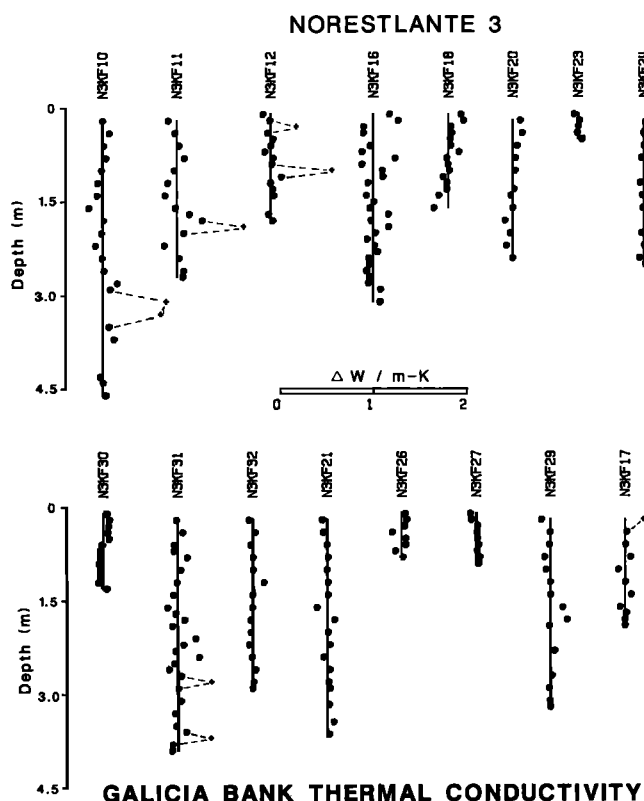 NORESTLANTE 3
N3KF10 N3KF11 N3KF12 N3KF16 N3KF18 N3KF20 N3KF23
0
1.5
3.0
4.5
Depth (m)
Δ W / m-K
0 1 2
N3KF30 N3KF31 N3KF32 N3KF21 N3KF26 N3KF27 N3KF29 N3KF17
0
1.5
3.0
4.5
Depth (m)
GALICIA BANK THERMAL CONDUCTIVITY